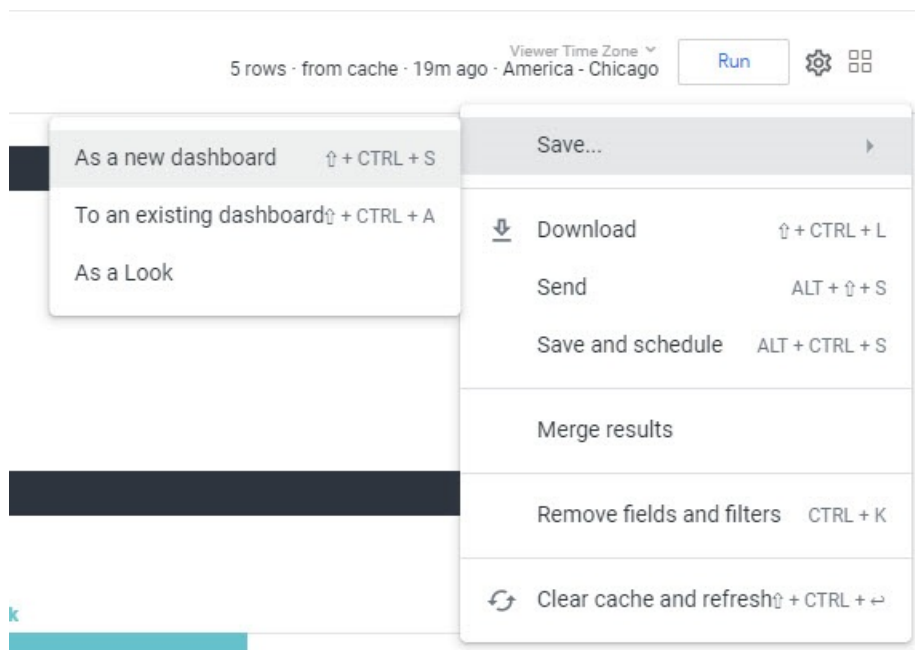 Viewer Time Zone
5 rows · from cache · 19m ago · America - Chicago
Run
Save...
As a new dashboard ⇧ + CTRL + S
To an existing dashboard⇧ + CTRL + A
As a Look
Download ⇧ + CTRL + L
Send ALT + ⇧ + S
Save and schedule ALT + CTRL + S
Merge results
Remove fields and filters CTRL + K
Clear cache and refresh⇧ + CTRL + ↩
k